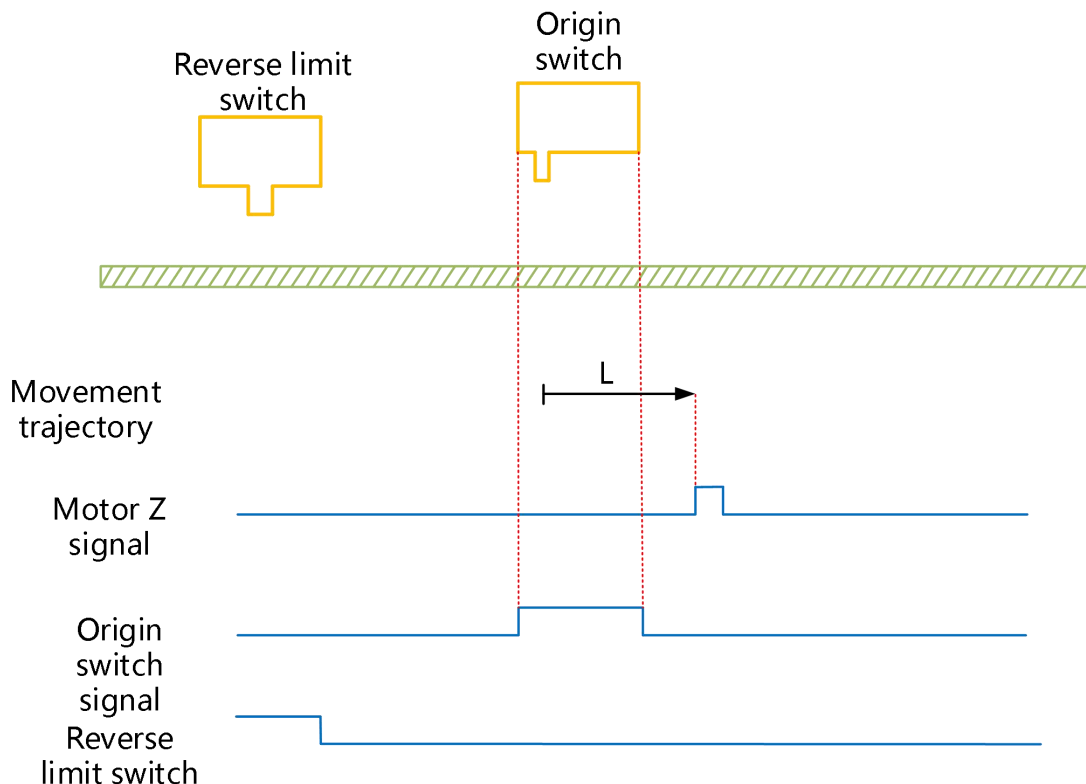 Origin
switch
Reverse limit
switch
L
Movement
trajectory
Motor Z
signal
Origin
switch
signal
Reverse
limit switch